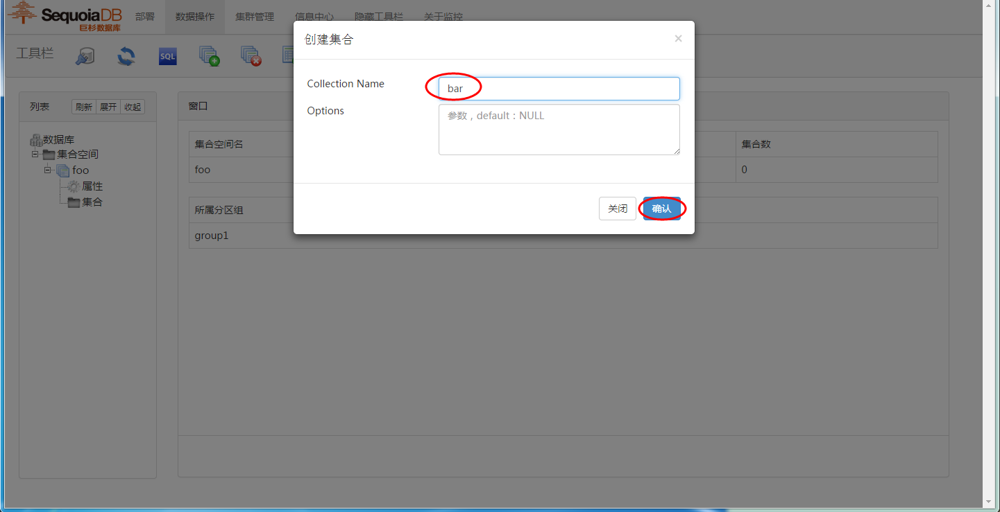 SequoiaDB
巨杉数据库
部署
数据操作
集群管理
信息中心
隐藏工具栏
关于监控
工具栏
SQL
创建集合
×
Collection Name
bar
Options
参数，default：NULL
关闭
确认
列表
刷新
展开
收起
数据库
集合空间
foo
属性
集合
窗口
集合空间名
集合数
foo
0
所属分区组
group1